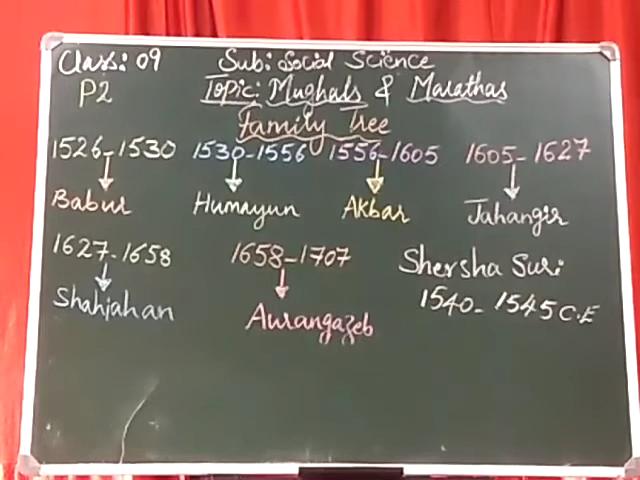 Class: 09 Sub: Social Science
P2 Topic: Mughals & Marathas
Family Tree
1526-1530 1530-1556 1556-1605 1605-1627
Babur Humayun Akbar Jahangir
1627-1658 1658-1707 Shersha Suri
Shahjahan Aurangazeb 1540-1545 C.E